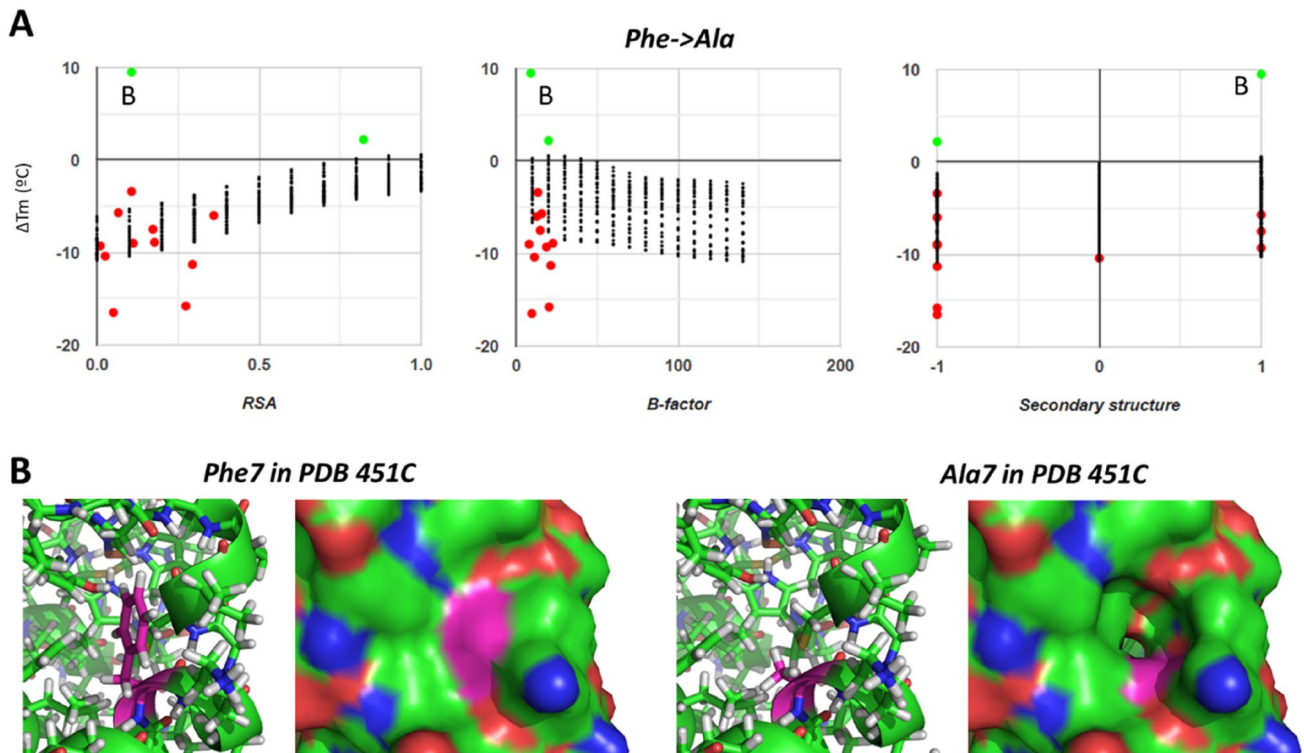 A
Phe->Ala
ΔTm (ºC)
10
0
-10
-20
B
0.0
0.5
1.0
RSA
10
0
-10
-20
B
0
100
200
B-factor
10
0
-10
-20
B
-1
0
1
Secondary structure
B
Phe7 in PDB 451C
Ala7 in PDB 451C